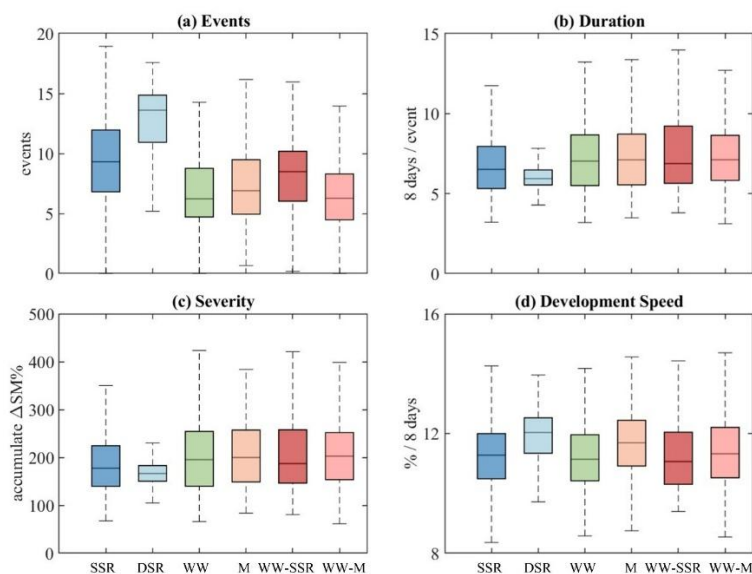 (a) Events
20
15
10
5
0
events
(b) Duration
15
10
5
0
8 days / event
(c) Severity
500
400
300
200
100
0
accumulate ΔSM%
SSR DSR WW M WW-SSR WW-M
(d) Development Speed
16
12
8
% / 8 days
SSR DSR WW M WW-SSR WW-M